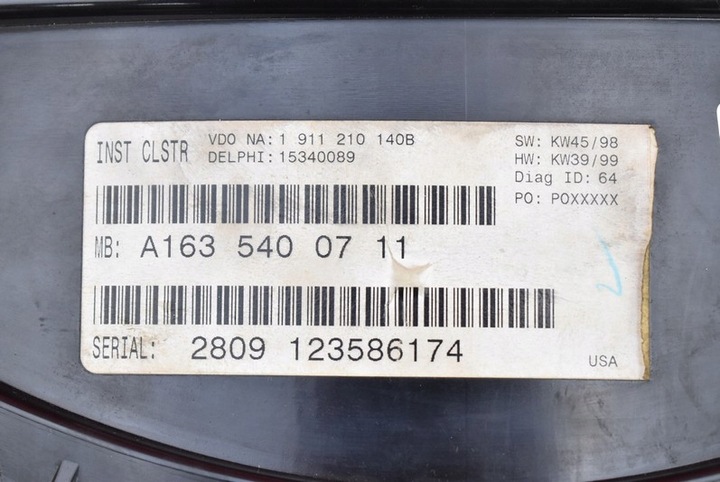 INST CLSTR
VDO NA: 1 911 210 140B
DELPHI: 15340089
SW: KW45/98
HW: KW39/99
Diag ID: 64
PO: POXXXXX
MB: A163 540 07 11
SERIAL: 2809 123586174
USA